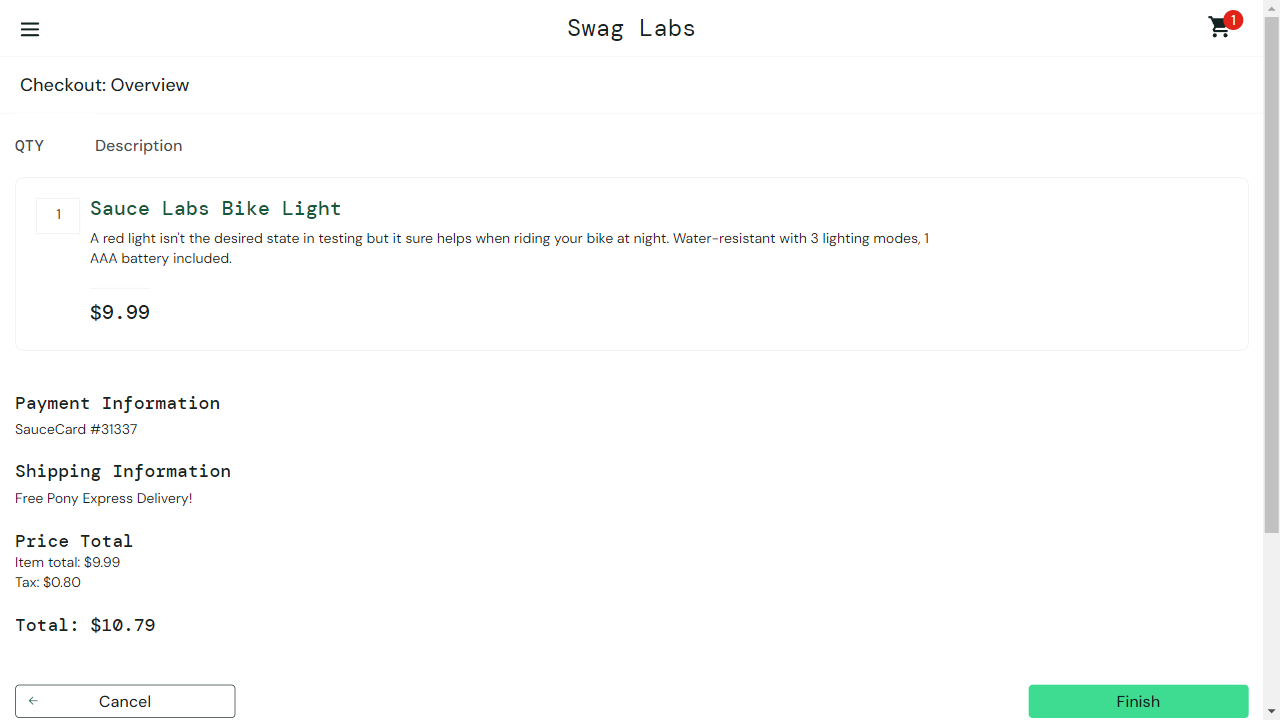 Swag Labs
1
Checkout: Overview
QTY Description
1
Sauce Labs Bike Light
A red light isn't the desired state in testing but it sure helps when riding your bike at night. Water-resistant with 3 lighting modes, 1
AAA battery included.
$9.99
Payment Information
SauceCard #31337
Shipping Information
Free Pony Express Delivery!
Price Total
Item total: $9.99
Tax: $0.80
Total: $10.79
Cancel
Finish